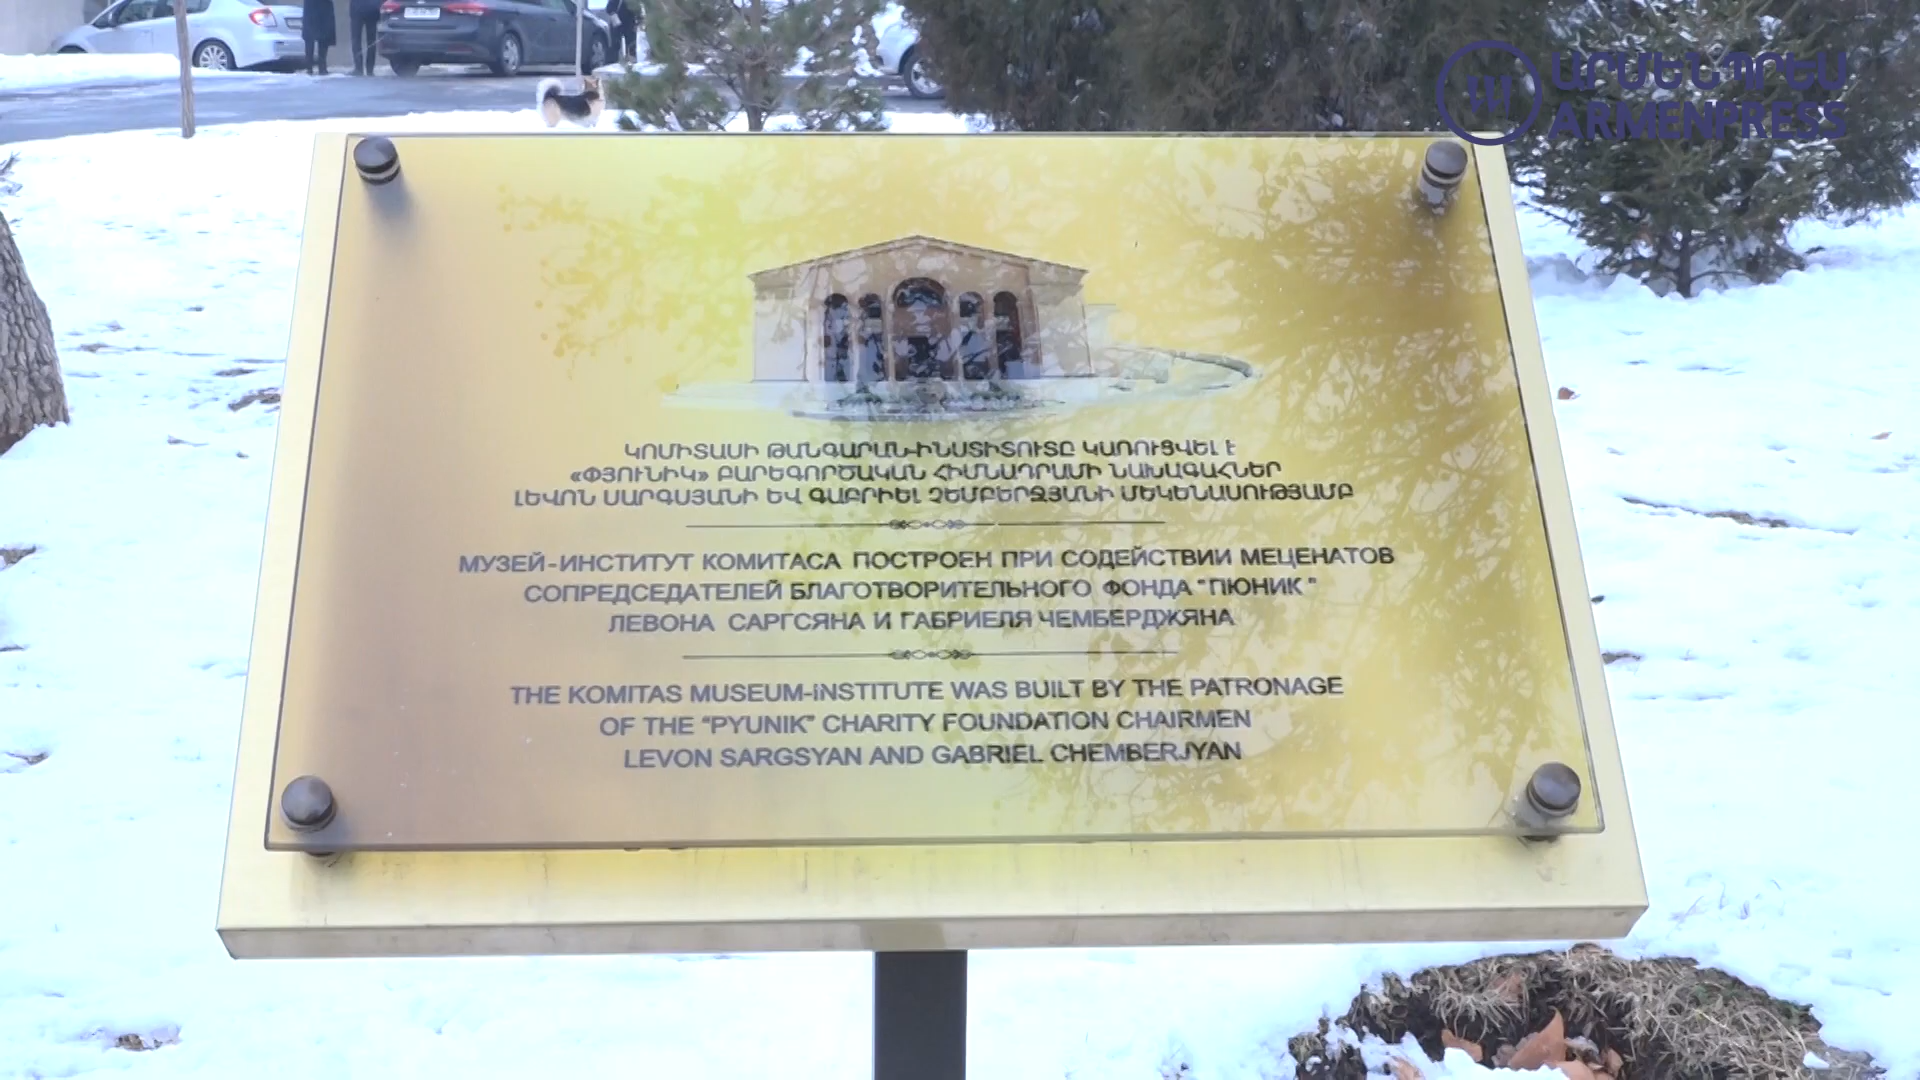 ԱՐՄԵՆՊՐԵՍ
ARMENPRESS
ԿՈՄԻՏԱՍԻ ԹԱՆԳԱՐԱՆ-ԻՆՍՏԻՏՈՒՏԸ ԿԱՌՈՒՑՎԵԼ Է
«ՓՅՈՒՆԻԿ» ԲԱՐԵԳՈՐԾԱԿԱՆ ՀԻՄՆԱԴՐԱՄԻ ՆԱԽԱԳԱՀՆԵՐ
ԼԵՎՈՆ ՍԱՐԳՍՅԱՆԻ ԵՎ ԳԱԲՐԻԵԼ ՉԵՄԲԵՐՋՅԱՆԻ ՄԵԿԵՆԱՍՈՒԹՅԱՄԲ
МУЗЕЙ-ИНСТИТУТ КОМИТАСА ПОСТРОЕН ПРИ СОДЕЙСТВИИ МЕЦЕНАТОВ
СОПРЕДСЕДАТЕЛЕЙ БЛАГОТВОРИТЕЛЬНОГО ФОНДА "ПЮНИК"
ЛЕВОНА САРГСЯНА И ГАБРИЕЛЯ ЧЕМБЕРДЖЯНА
THE KOMITAS MUSEUM-INSTITUTE WAS BUILT BY THE PATRONAGE
OF THE “PYUNIK” CHARITY FOUNDATION CHAIRMEN
LEVON SARGSYAN AND GABRIEL CHEMBERJYAN